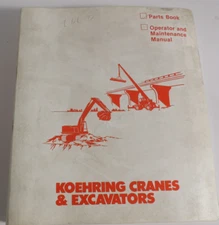 Parts Book
Operator and
Maintenance
Manual
KOEHRING CRANES
& EXCAVATORS